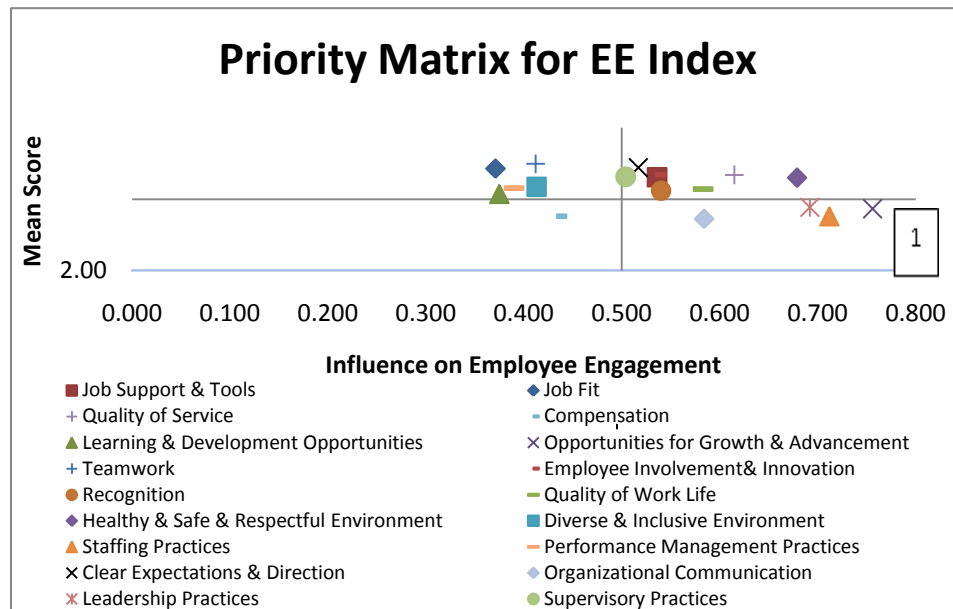 Priority Matrix for EE Index
Mean Score
1
2.00
0.000 0.100 0.200 0.300 0.400 0.500 0.600 0.700 0.800
Influence on Employee Engagement
Job Support & Tools Job Fit
Quality of Service Compensation
Learning & Development Opportunities Opportunities for Growth & Advancement
Teamwork Employee Involvement& Innovation
Recognition Quality of Work Life
Healthy & Safe & Respectful Environment Diverse & Inclusive Environment
Staffing Practices Performance Management Practices
Clear Expectations & Direction Organizational Communication
Leadership Practices Supervisory Practices